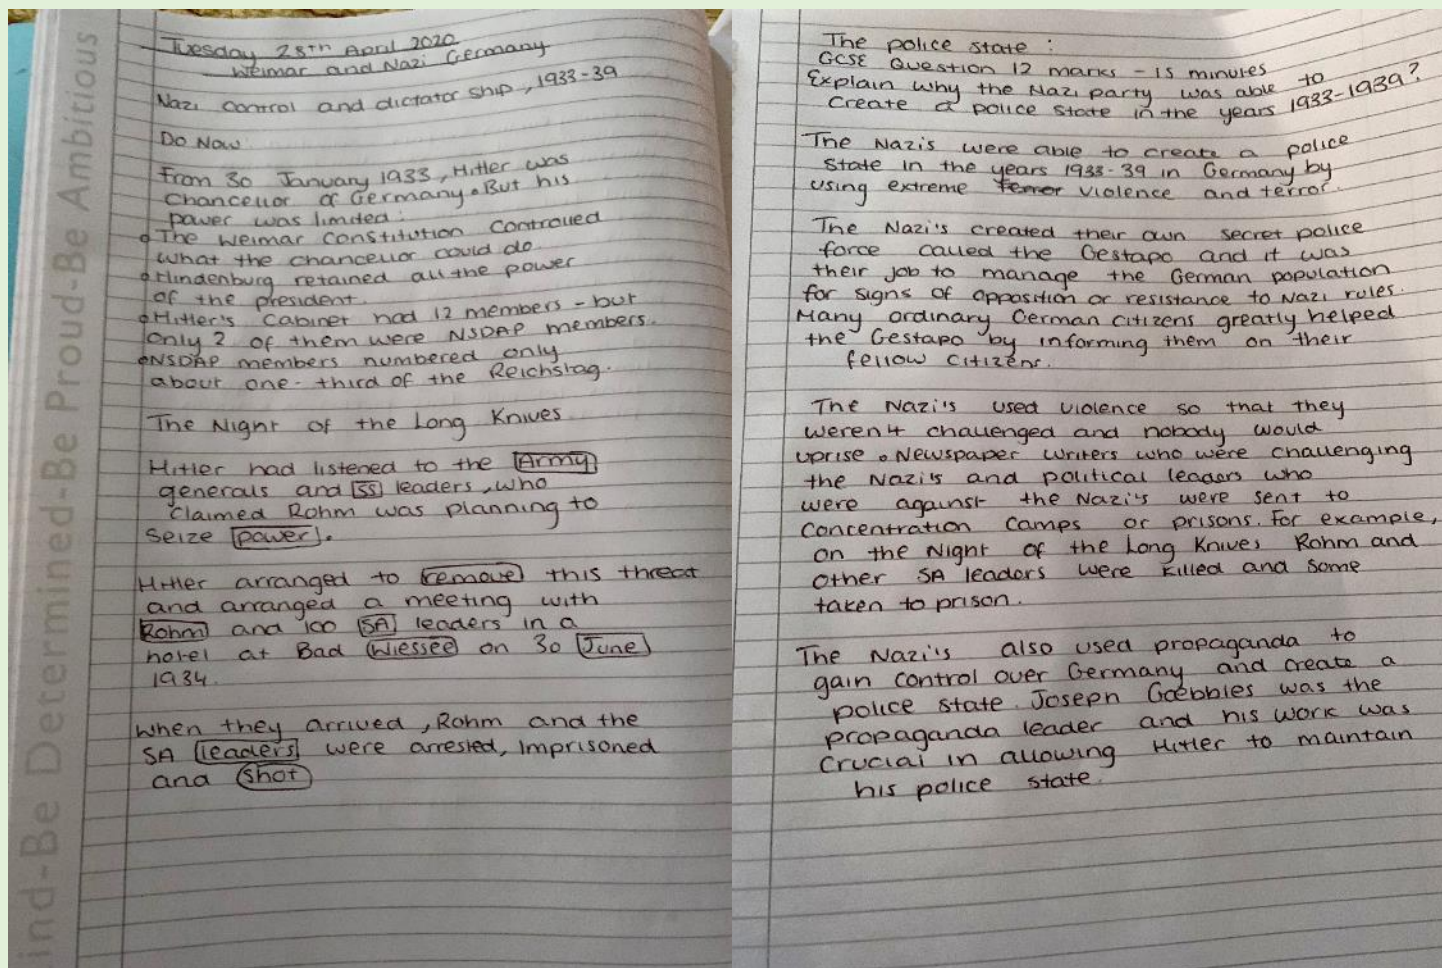 ind-Be Determined-Be Proud-Be Ambitious
Tuesday 28th April 2020
Weimar and Nazi Germany
Nazi control and dictatorship, 1933-39
Do Now
From 30 January 1933, Hitler was
Chancellor of Germany. But his
power was limited:
The Weimar Constitution controlled
what the chancellor could do
Hindenburg retained all the power
of the president.
Hitler's Cabinet had 12 members - but
only 2 of them were NSDAP members.
NSDAP members numbered only
about one-third of the Reichstag.
The Night of the Long Knives
Hitler had listened to the Army
generals and SS leaders, who
claimed Rohm was planning to
seize power.
Hitler arranged to remove this threat
and arranged a meeting with
Rohm and 100 SA leaders in a
hotel at Bad Wiessee on 30 June
1934.
When they arrived, Rohm and the
SA leaders were arrested, imprisoned
and shot
The police state:
GCSE Question 12 marks - 15 minutes
Explain why the Nazi party was able to
create a police state in the years 1933-1939?
The Nazis were able to create a police
state in the years 1933-39 in Germany by
using extreme violence and terror.
The Nazi's created their own secret police
force called the Gestapo and it was
their job to manage the German population
for signs of opposition or resistance to Nazi rules.
Many ordinary German citizens greatly helped
the Gestapo by informing them on their
fellow citizens.
The Nazi's used violence so that they
weren't challenged and nobody would
uprise. Newspaper writers who were challenging
the Nazi's and political leaders who
were against the Nazi's were sent to
concentration camps or prisons. For example,
on the Night of the Long Knives Rohm and
other SA leaders were killed and some
taken to prison.
The Nazi's also used propaganda to
gain control over Germany and create a
police state. Joseph Goebbles was the
propaganda leader and his work was
crucial in allowing Hitler to maintain
his police state.